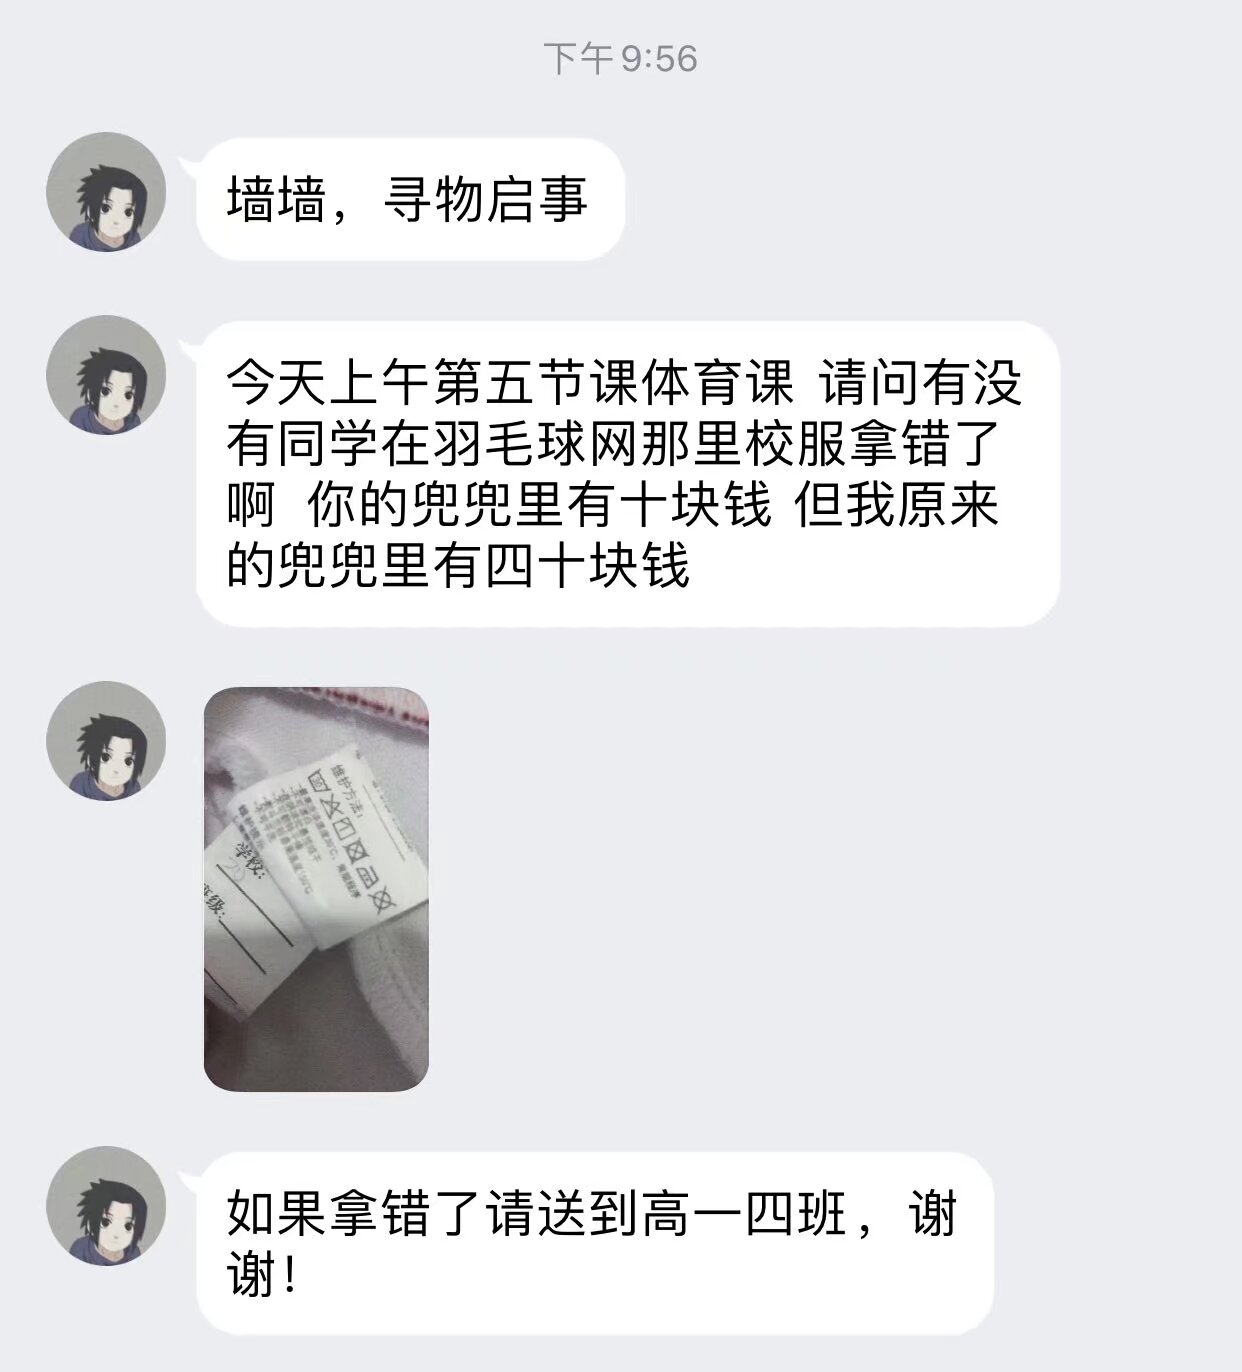 下午9:56
墙墙，寻物启事
今天上午第五节课体育课 请问有没
有同学在羽毛球网那里校服拿错了
啊 你的兜兜里有十块钱 但我原来
的兜兜里有四十块钱
维护方法:
学校:
级:
如果拿错了请送到高一四班，谢
谢!